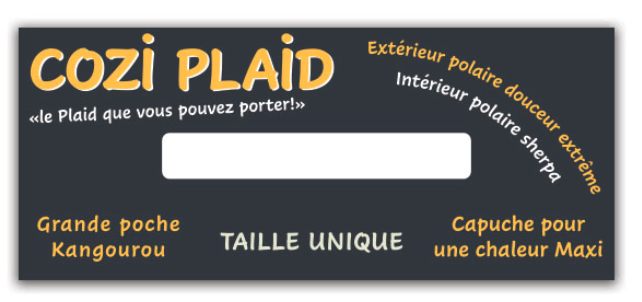 COZI PLAID
«le Plaid que vous pouvez porter!»
Extérieur polaire douceur extrême
Intérieur polaire sherpa
Grande poche
Kangourou
TAILLE UNIQUE
Capuche pour
une chaleur Maxi